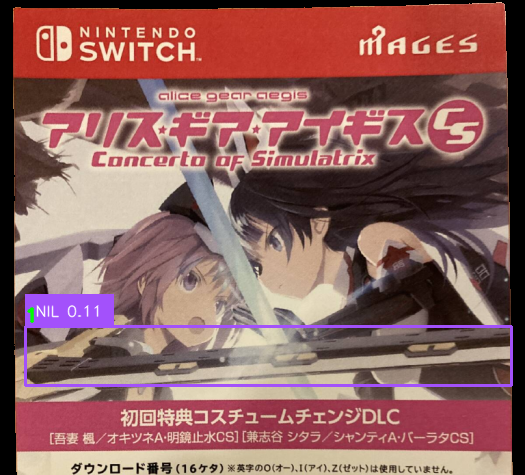 NINTENDO
SWITCH™
MAGES
alice gear aegis
アリス★ギア★アイギスCS
Concerto of Simulatrix
1 NIL 0.11
初回特典コスチュームチェンジDLC
[吾妻 楓／オキツネA・明鏡止水CS][兼志谷 シタラ／シャンティA・バーラタCS]
ダウンロード番号(16ケタ) ※英字のO(オー)、I(アイ)、Z(ゼット)は使用していません。